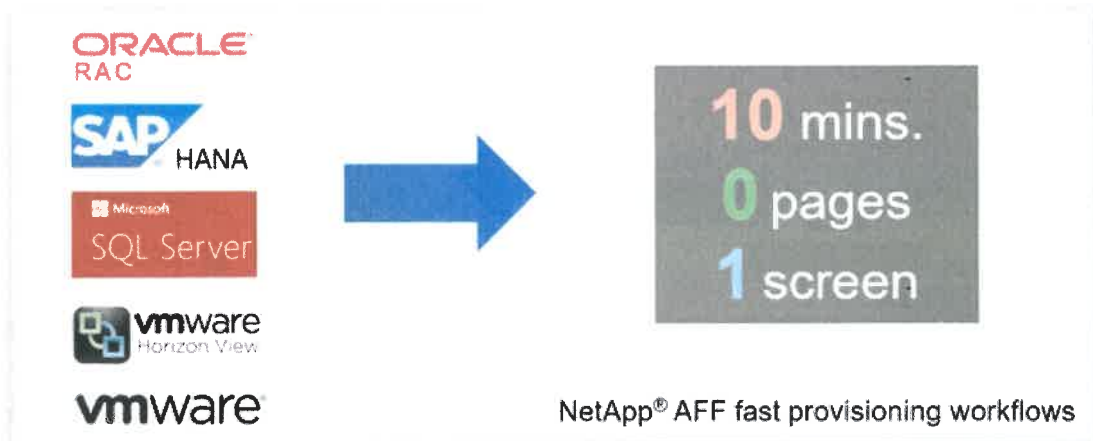 ORACLE
RAC
SAP
HANA
Microsoft
SQL Server
vmware
Horizon View
vmware
10 mins.
0 pages
1 screen
NetApp® AFF fast provisioning workflows